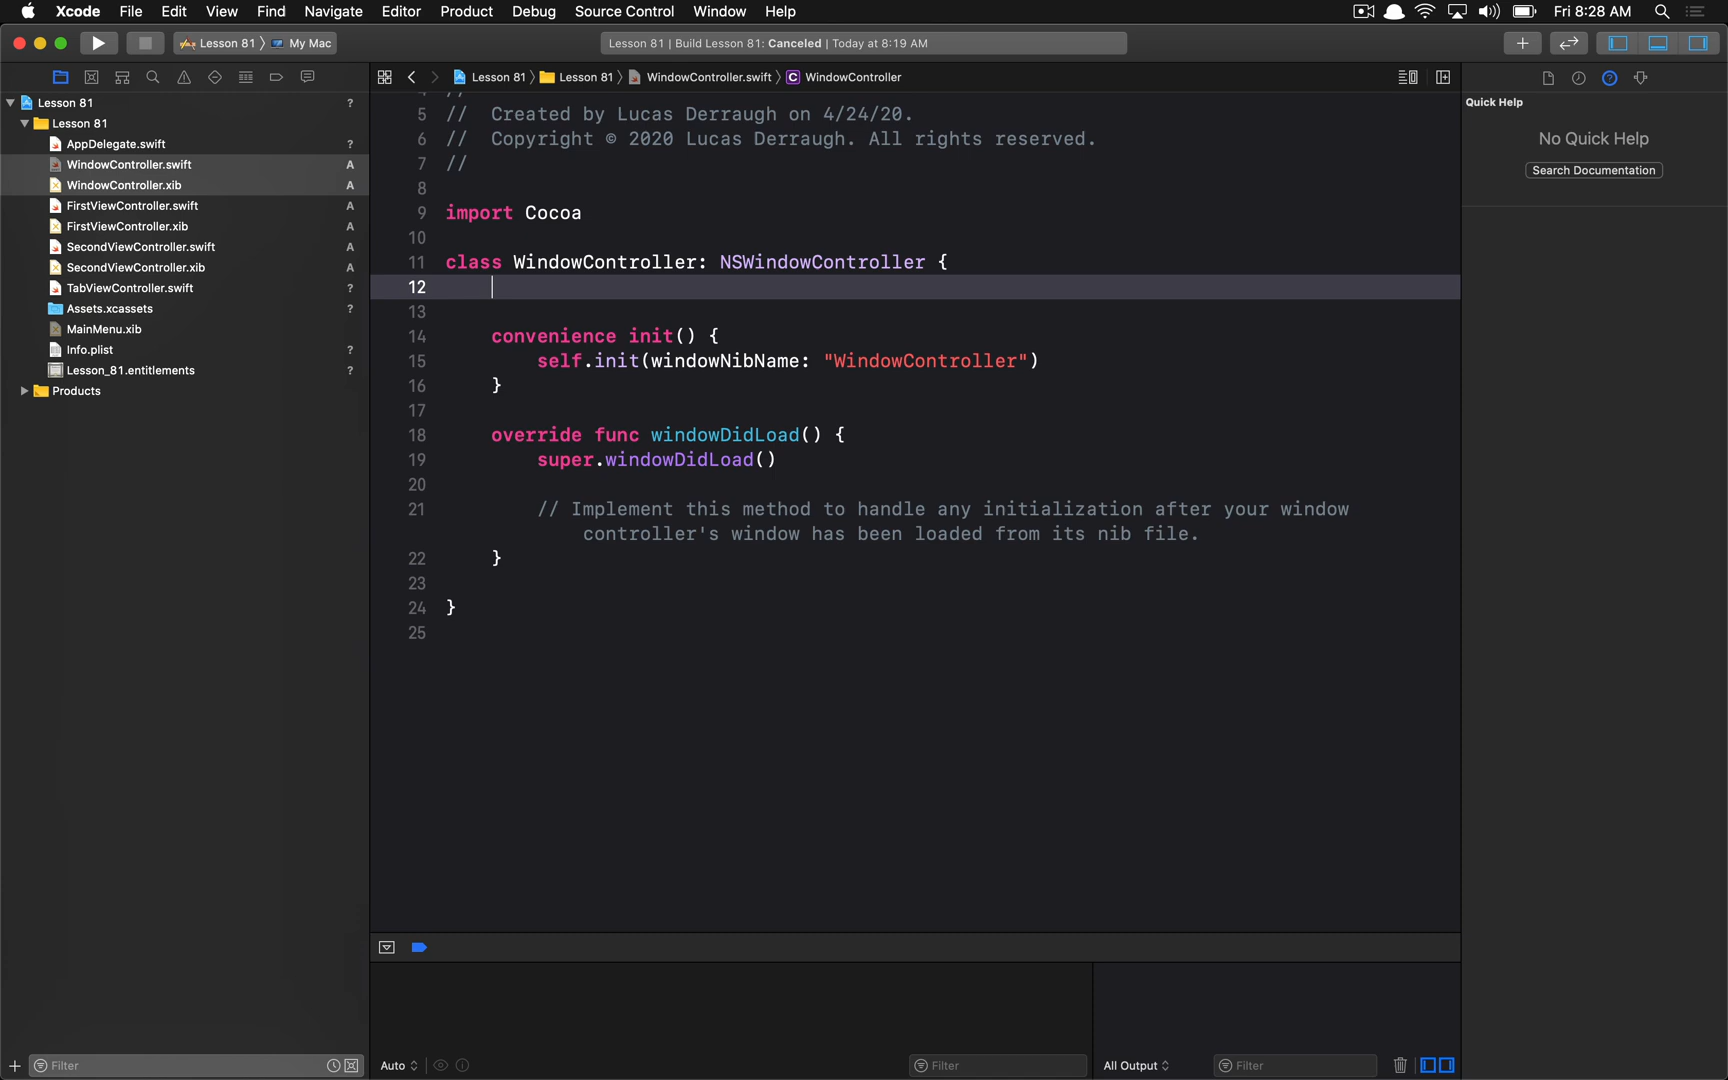 Xcode File Edit View Find Navigate Editor Product Debug Source Control Window Help Fri 8:28 AM
Lesson 81 My Mac Lesson 81 | Build Lesson 81: Canceled | Today at 8:19 AM
Lesson 81 Lesson 81 WindowController.swift C WindowController
Lesson 81 ?
Lesson 81
AppDelegate.swift ?
WindowController.swift A
WindowController.xib A
FirstViewController.swift A
FirstViewController.xib A
SecondViewController.swift A
SecondViewController.xib A
TabViewController.swift ?
Assets.xcassets ?
MainMenu.xib
Info.plist ?
Lesson_81.entitlements ?
Products
Filter
5 // Created by Lucas Derraugh on 4/24/20.
6 // Copyright © 2020 Lucas Derraugh. All rights reserved.
7 //
8
9 import Cocoa
10
11 class WindowController: NSWindowController {
12
13
14 convenience init() {
15 self.init(windowNibName: "WindowController")
16 }
17
18 override func windowDidLoad() {
19 super.windowDidLoad()
20
21 // Implement this method to handle any initialization after your window
controller's window has been loaded from its nib file.
22 }
23
24 }
25
Auto Filter All Output Filter
Quick Help
No Quick Help
Search Documentation